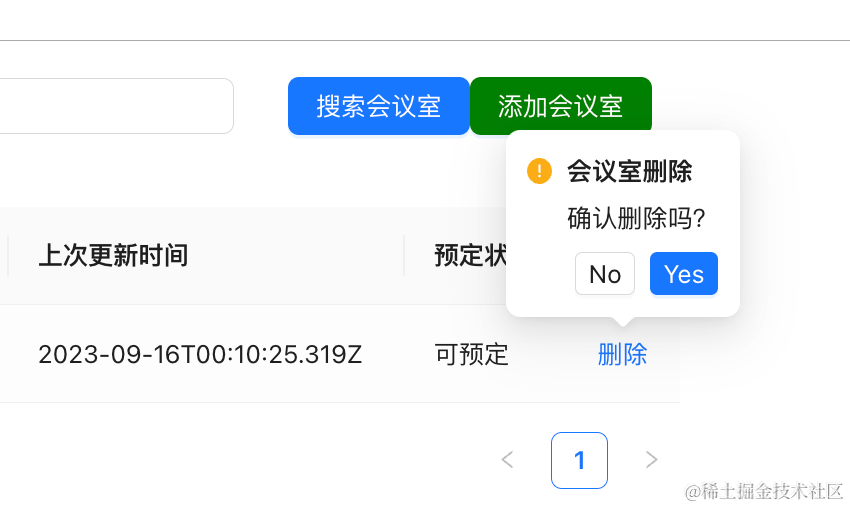 搜索会议室
添加会议室
会议室删除
确认删除吗?
No
Yes
上次更新时间
预定状
2023-09-16T00:10:25.319Z
可预定
删除
1
@稀土掘金技术社区